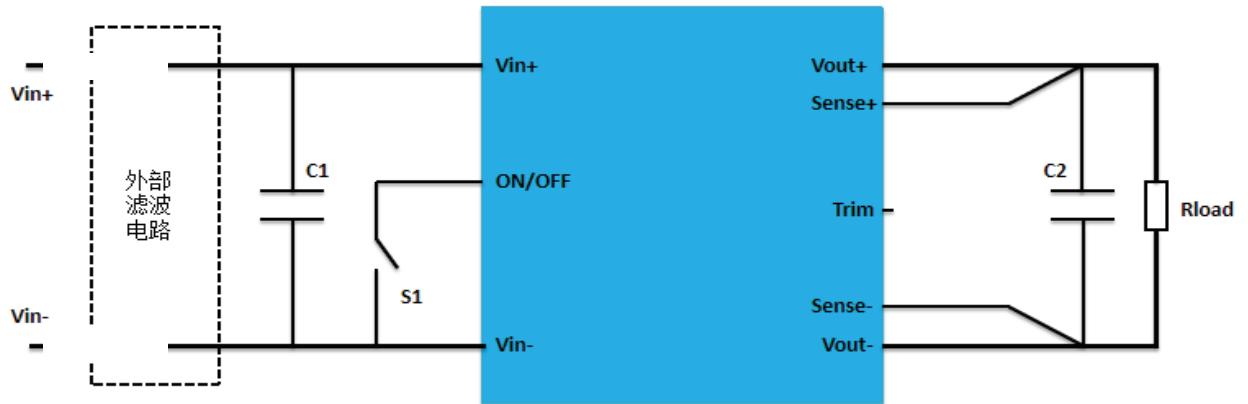 Vin+
Vin-
外部
滤波
电路
C1
S1
Vin+
ON/OFF
Vin-
Vout+
Sense+
Trim
Sense-
Vout-
C2
Rload